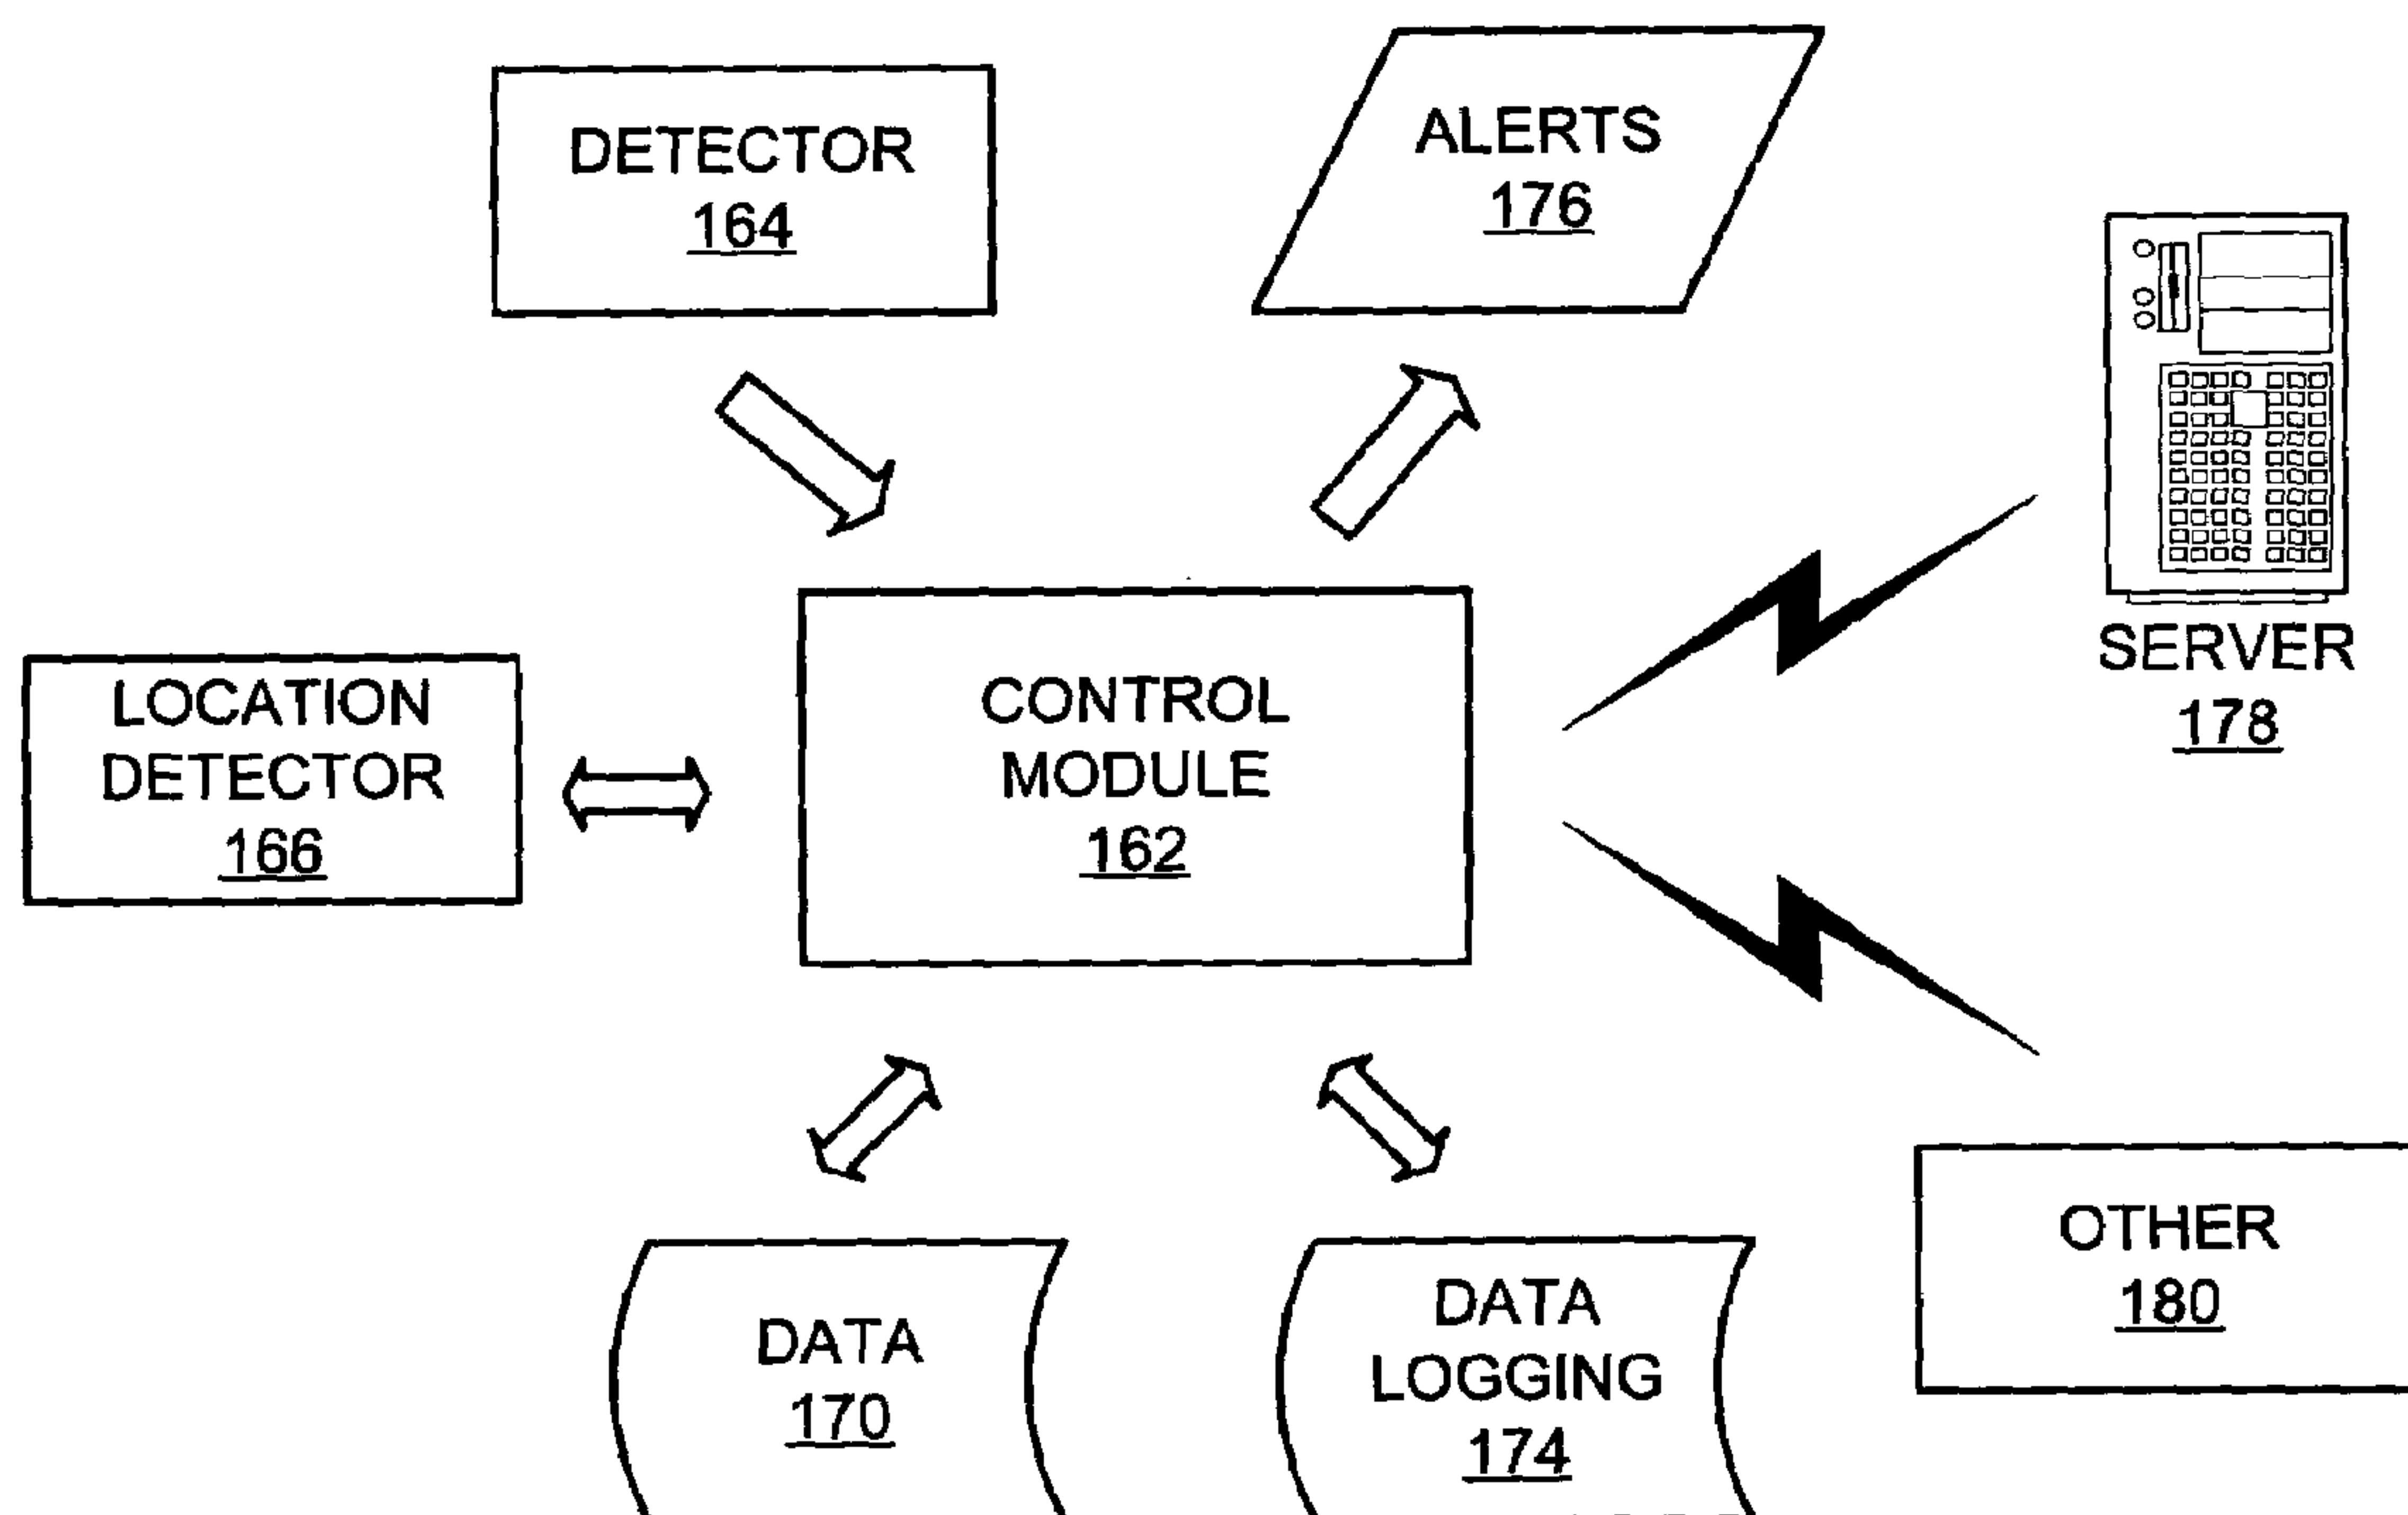 DETECTOR
164
ALERTS
176
SERVER
178
LOCATION
DETECTOR
166
CONTROL
MODULE
162
OTHER
180
DATA
170
DATA
LOGGING
174